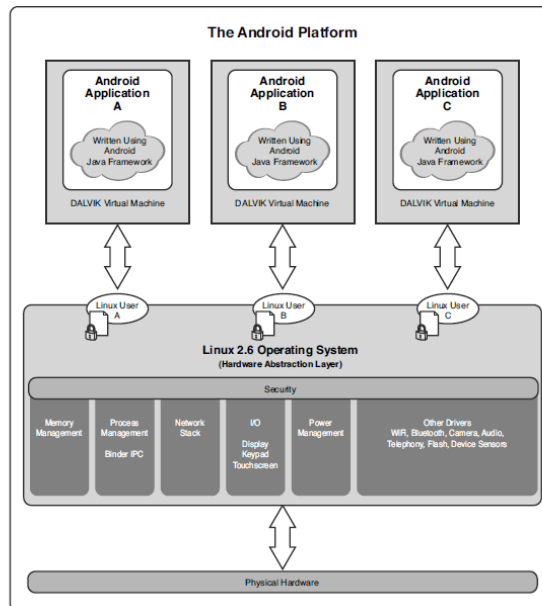 The Android Platform
Android
Application
A
Written Using
Android
Java Framework
DALVIK Virtual Machine
Android
Application
B
Written Using
Android
Java Framework
DALVIK Virtual Machine
Android
Application
C
Written Using
Android
Java Framework
DALVIK Virtual Machine
Linux User
A
Linux User
B
Linux User
C
Linux 2.6 Operating System
(Hardware Abstraction Layer)
Security
Memory
Management
Process
Management
Binder IPC
Network
Stack
I/O
Display
Keypad
Touchscreen
Power
Management
Other Drivers
WIFI, Bluetooth, Camera, Audio,
Telephony, Flash, Device Sensors
Physical Hardware